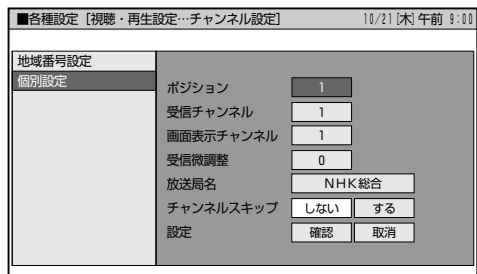 ■各種設定［視聴・再生設定…チャンネル設定］ 10/21[木]午前 9:00
地域番号設定
個別設定
ポジション 1
受信チャンネル 1
画面表示チャンネル 1
受信微調整 0
放送局名 NHK総合
チャンネルスキップ しない する
設定 確認 取消